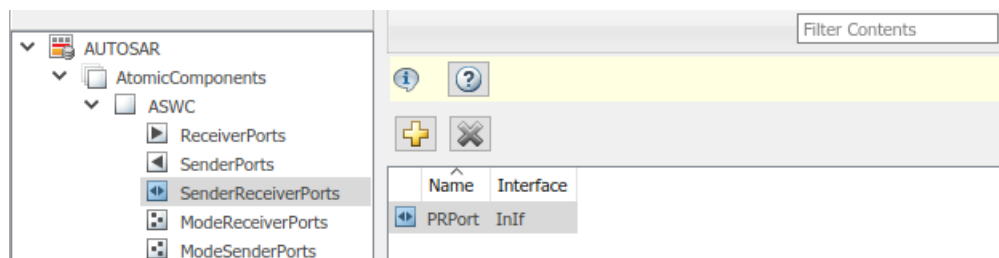 Filter Contents
AUTOSAR
AtomicComponents
ASWC
ReceiverPorts
SenderPorts
SenderReceiverPorts
ModeReceiverPorts
ModeSenderPorts
Name Interface
PRPort InIf